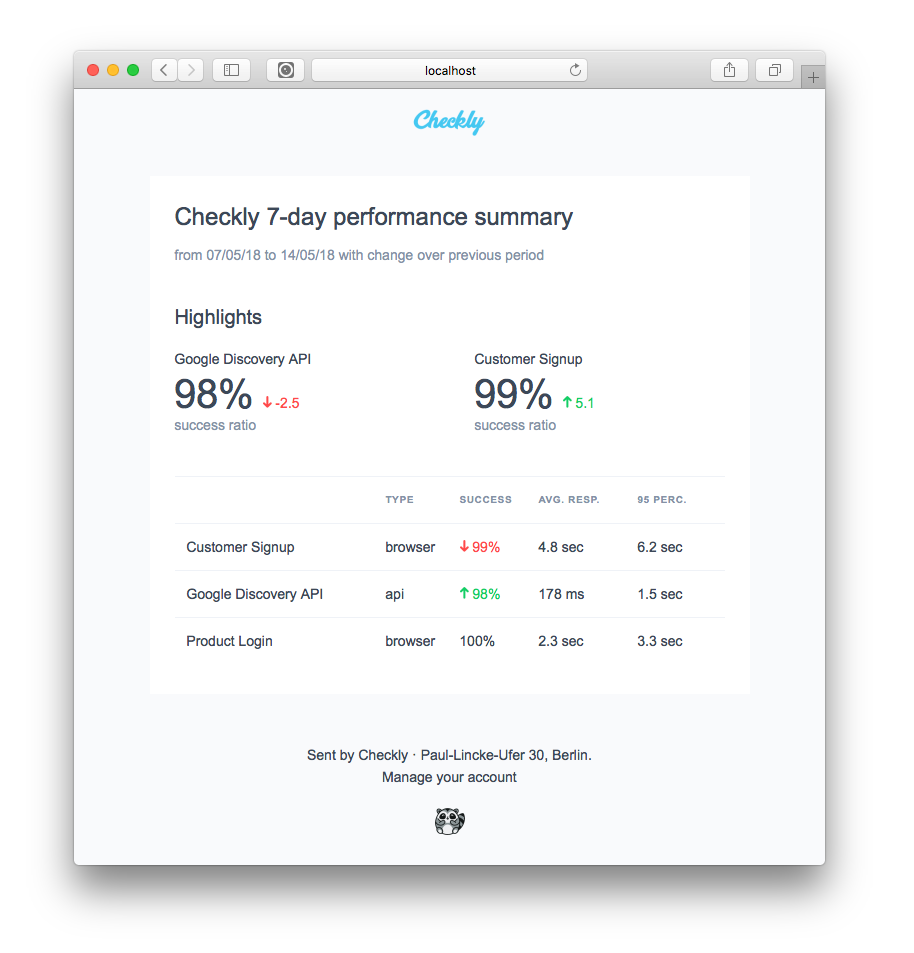 localhost
Checkly
Checkly 7-day performance summary
from 07/05/18 to 14/05/18 with change over previous period
Highlights
Google Discovery API
98% ↓ -2.5
success ratio
Customer Signup
99% ↑ 5.1
success ratio
TYPE SUCCESS AVG. RESP. 95 PERC.
Customer Signup browser ↓ 99% 4.8 sec 6.2 sec
Google Discovery API api ↑ 98% 178 ms 1.5 sec
Product Login browser 100% 2.3 sec 3.3 sec
Sent by Checkly · Paul-Lincke-Ufer 30, Berlin.
Manage your account